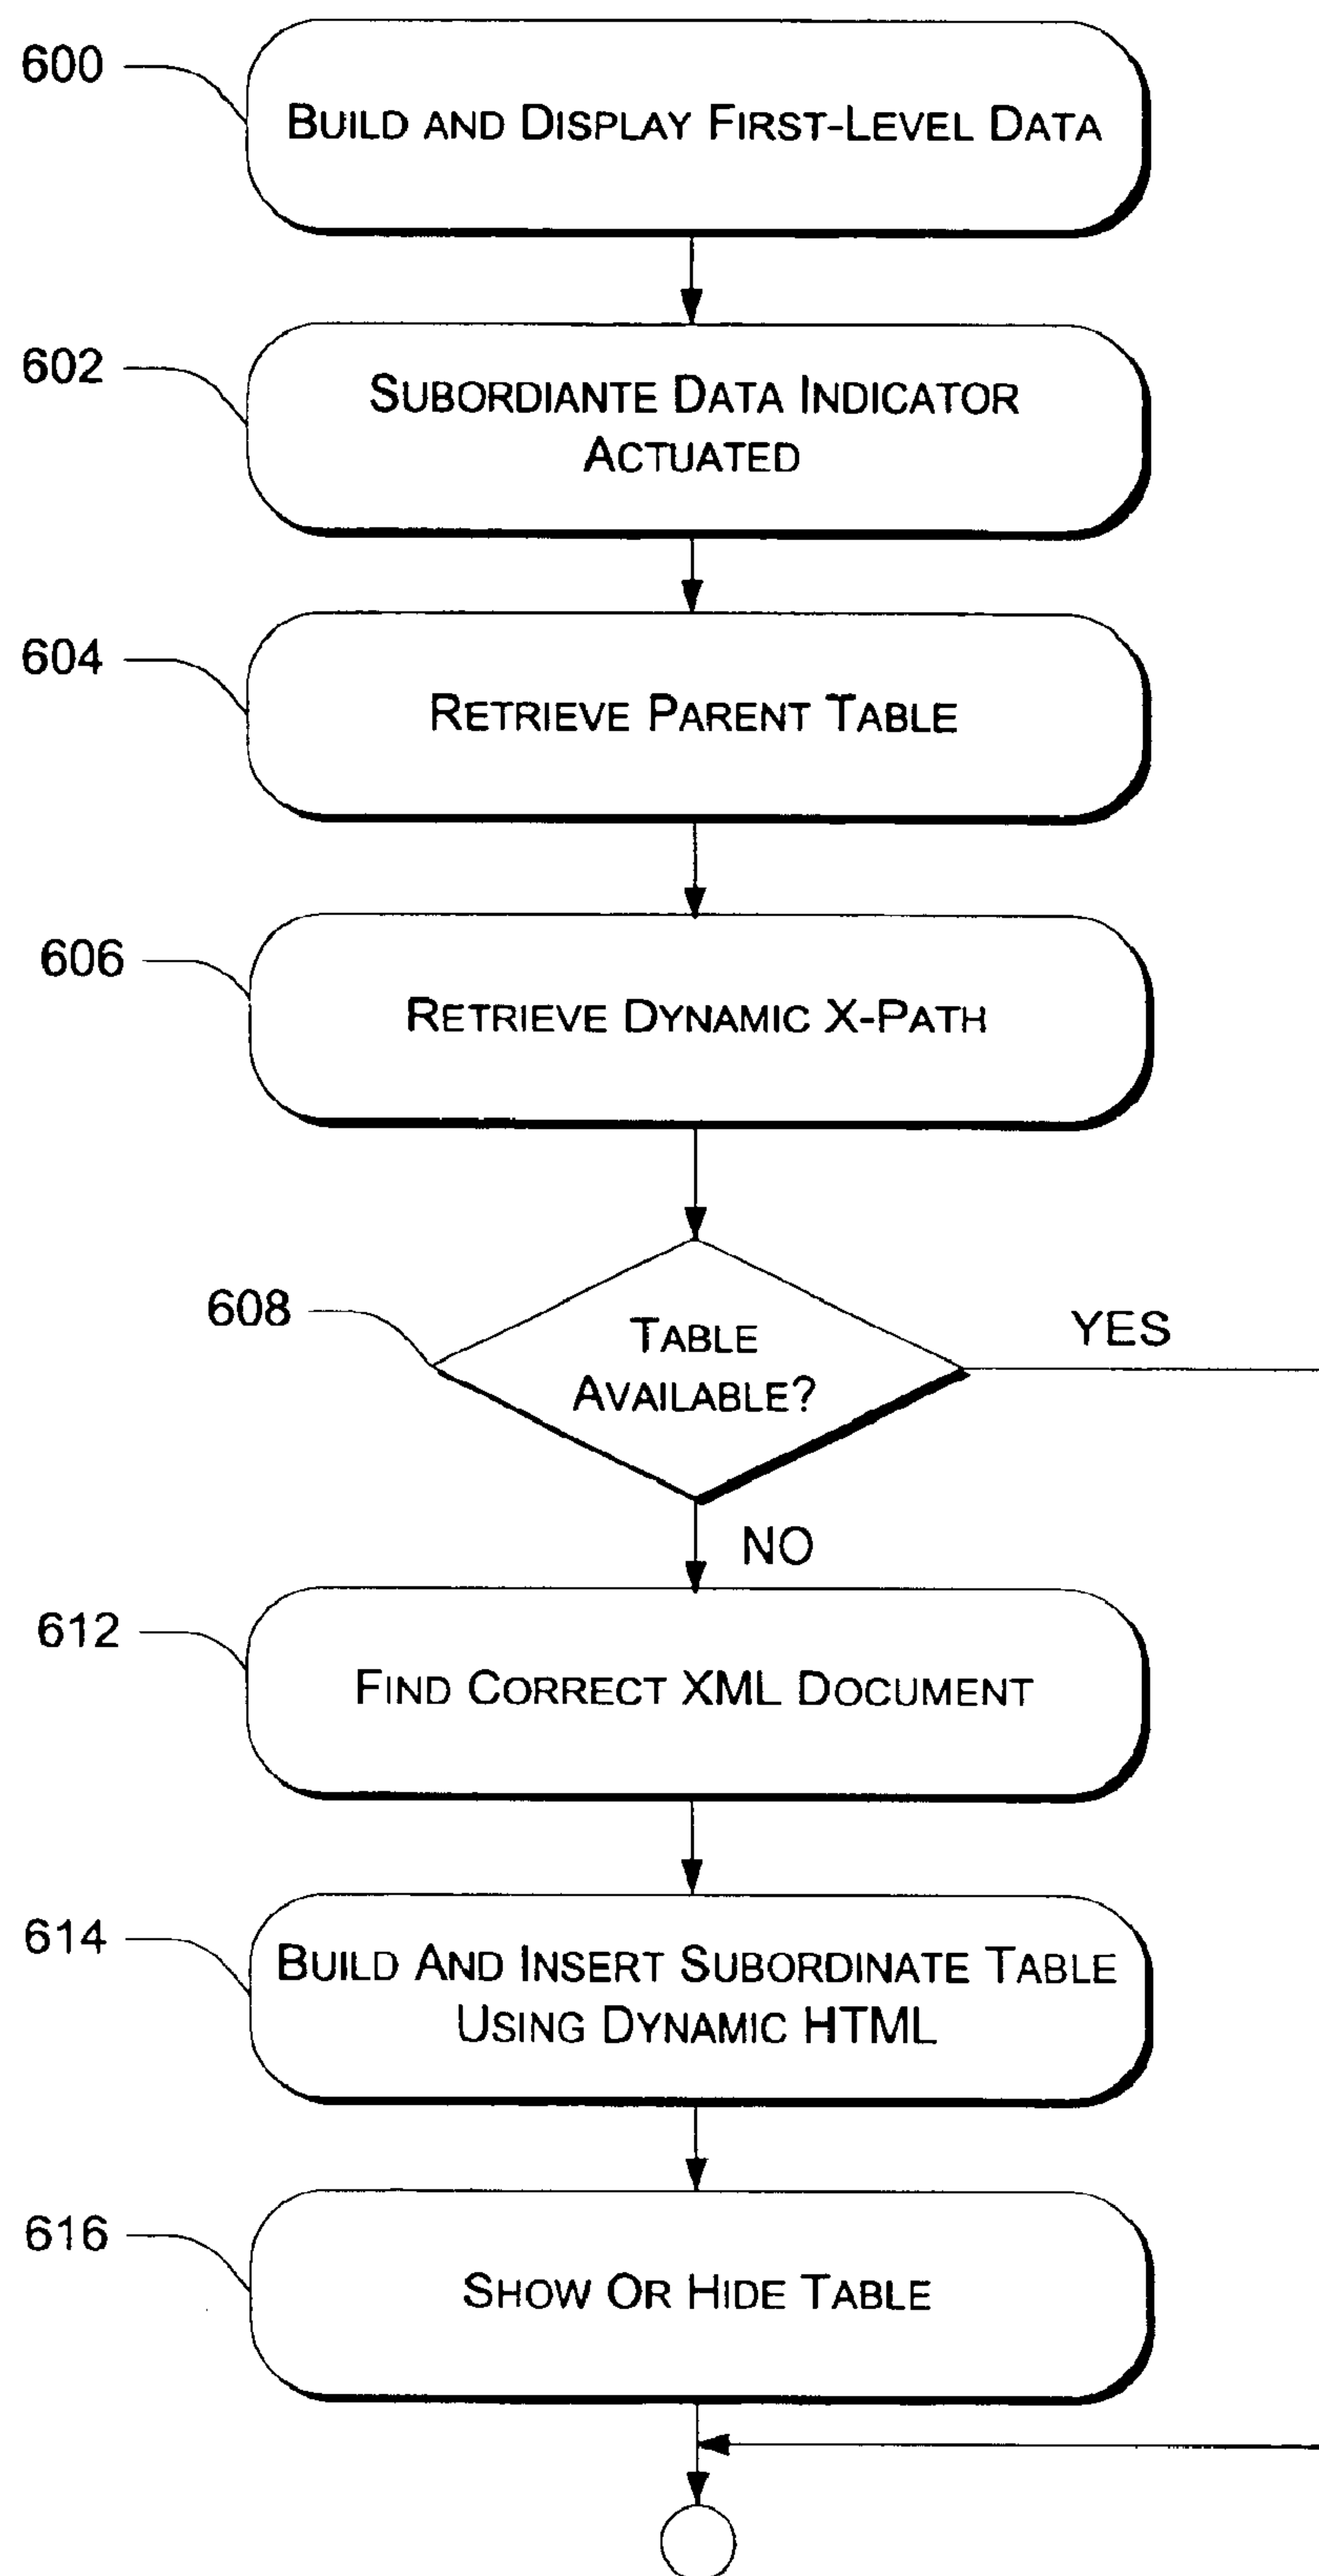 600
BUILD AND DISPLAY FIRST-LEVEL DATA
602
SUBORDIANTE DATA INDICATOR
ACTUATED
604
RETRIEVE PARENT TABLE
606
RETRIEVE DYNAMIC X-PATH
608
TABLE
AVAILABLE?
YES
NO
612
FIND CORRECT XML DOCUMENT
614
BUILD AND INSERT SUBORDINATE TABLE
USING DYNAMIC HTML
616
SHOW OR HIDE TABLE